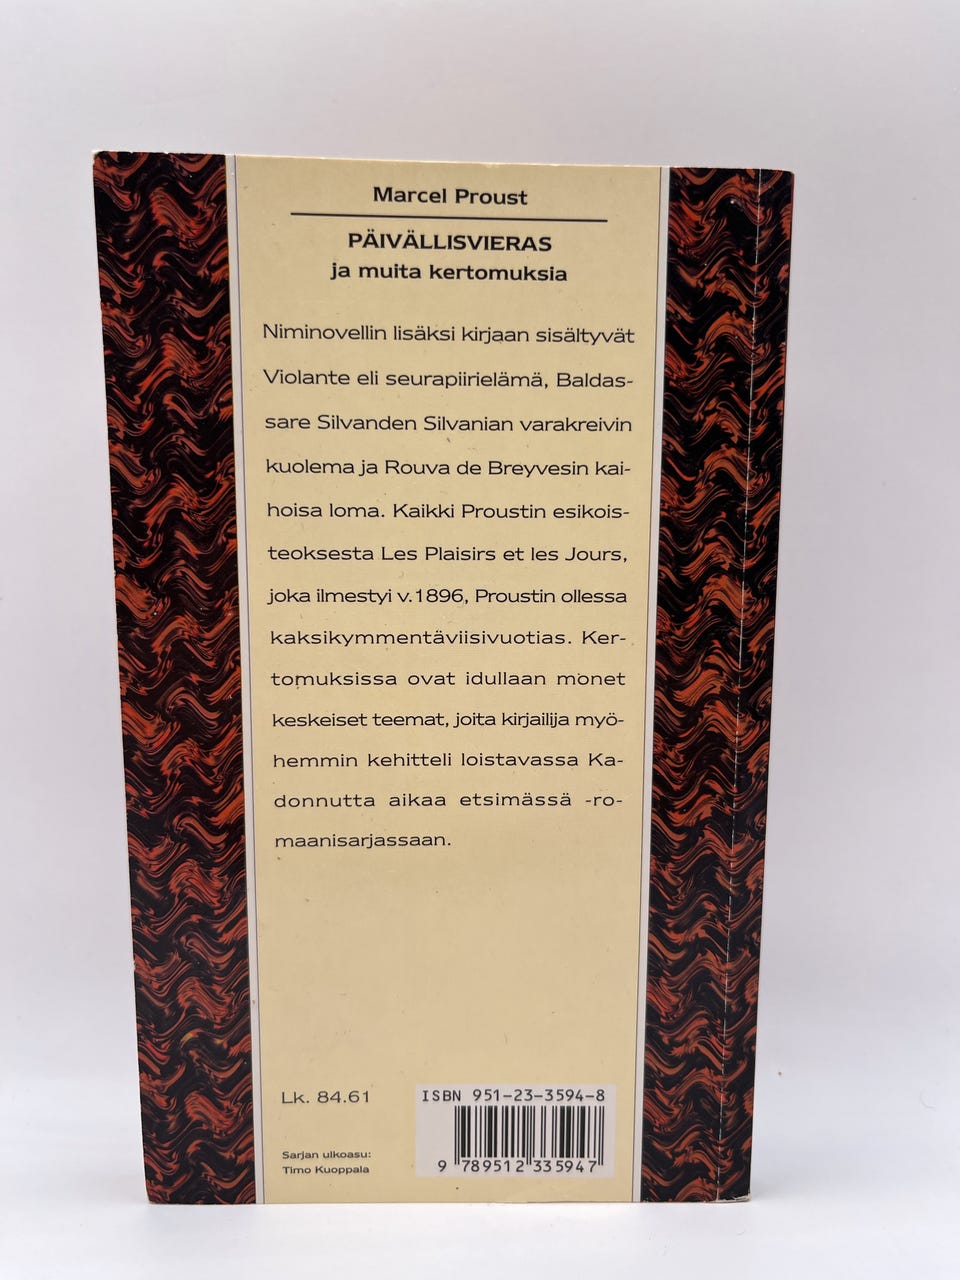 Marcel Proust
PÄIVÄLLISVIERAS
ja muita kertomuksia
Niminovellin lisäksi kirjaan sisältyvät
Violante eli seurapiirielämä, Baldas-
sare Silvanden Silvanian varakreivin
kuolema ja Rouva de Breyvesin kai-
hoisa loma. Kaikki Proustin esikois-
teoksesta Les Plaisirs et les Jours,
joka ilmestyi v.1896, Proustin ollessa
kaksikymmentäviisivuotias. Ker-
tomuksissa ovat idullaan monet
keskeiset teemat, joita kirjailija myö-
hemmin kehitteli loistavassa Ka-
donnutta aikaa etsimässä -ro-
maanisarjassaan.
Lk. 84.61
Sarjan ulkoasu:
Timo Kuoppala
ISBN 951-23-3594-8
9 789512 335947